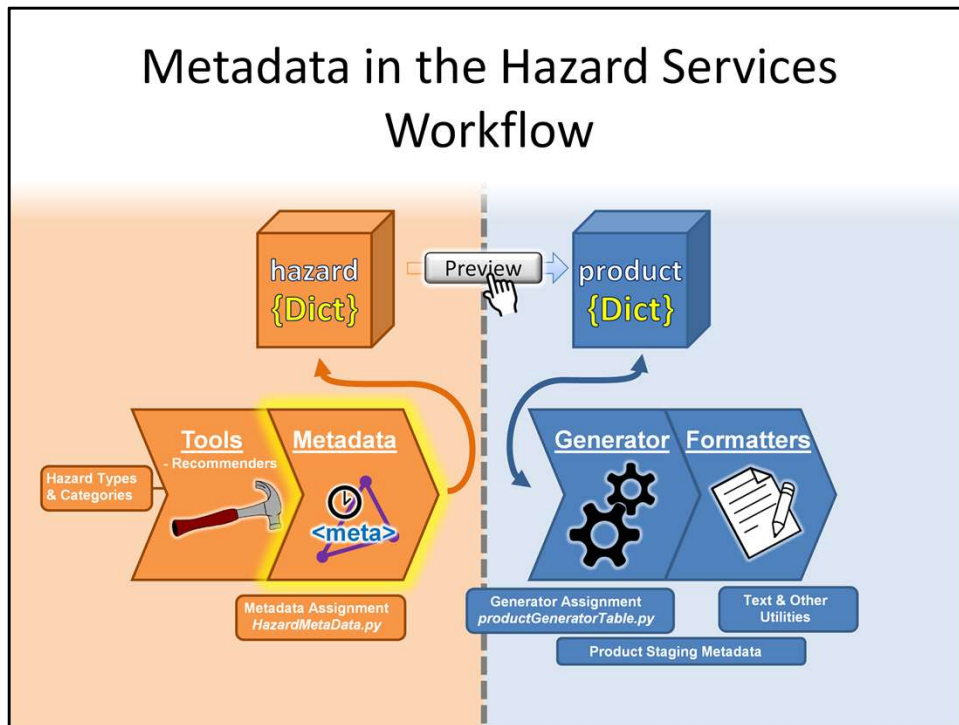 Metadata in the Hazard Services
Workflow
hazard
{Dict}
Preview
product
{Dict}
Tools
- Recommenders
Metadata
<meta>
Generator
Formatters
Hazard Types
& Categories
Metadata Assignment
HazardMetaData.py
Generator Assignment
productGeneratorTable.py
Text & Other
Utilities
Product Staging Metadata